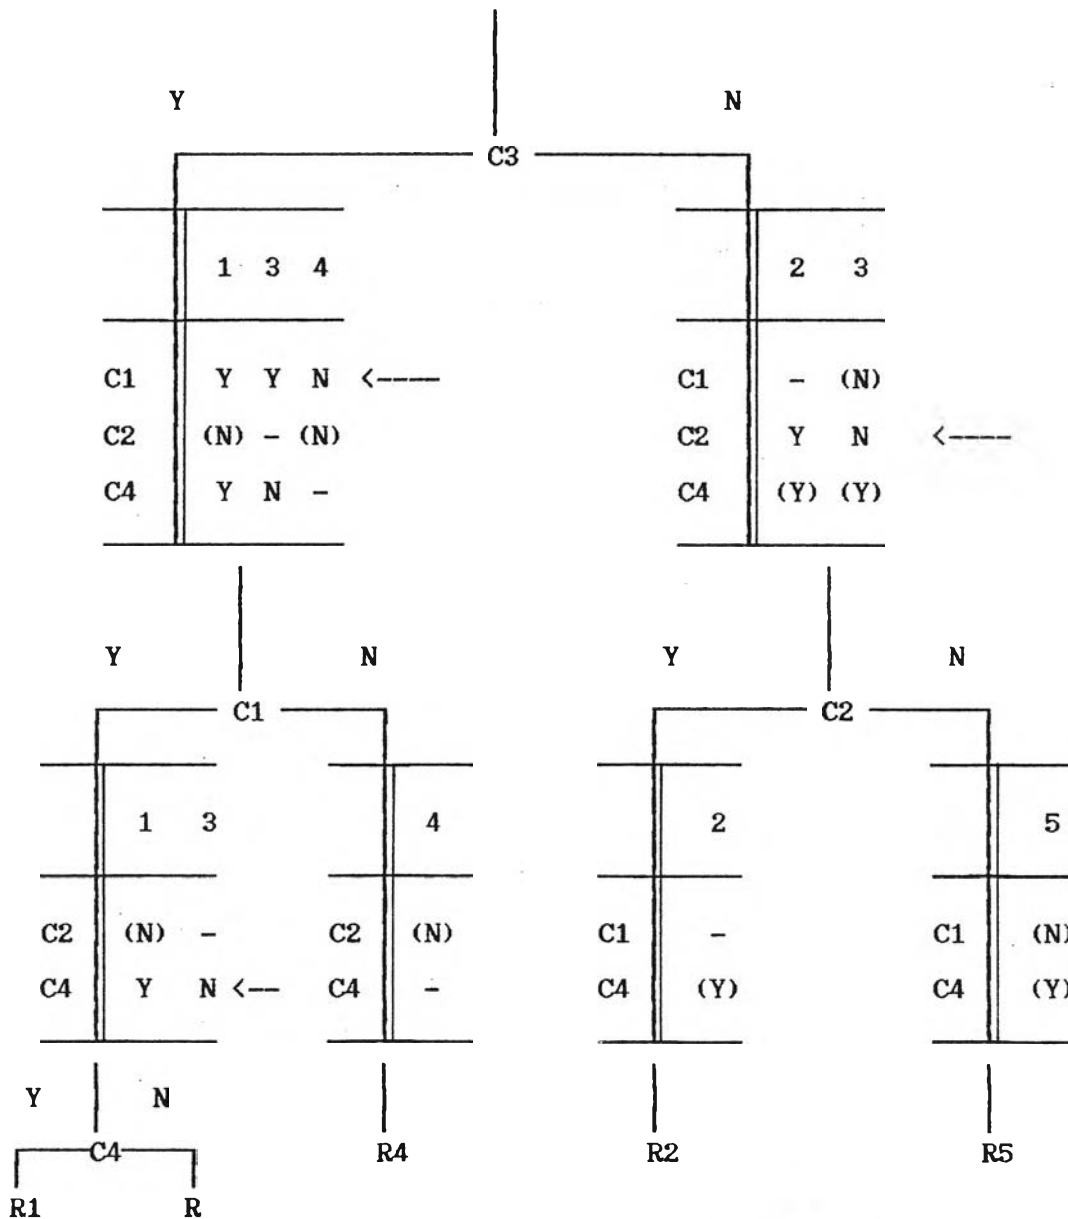 Y N
C3
1 3 4 2 3
C1 Y Y N <---- C1 - (N)
C2 (N) - (N) C2 Y N <----
C4 Y N - C4 (Y) (Y)
Y N Y N
C1 C2
1 3 4 2 5
C2 (N) - C2 (N) C1 - C1 (N)
C4 Y N <-- C4 - C4 (Y) C4 (Y)
Y N
C4 R4 R2 R5
R1 R